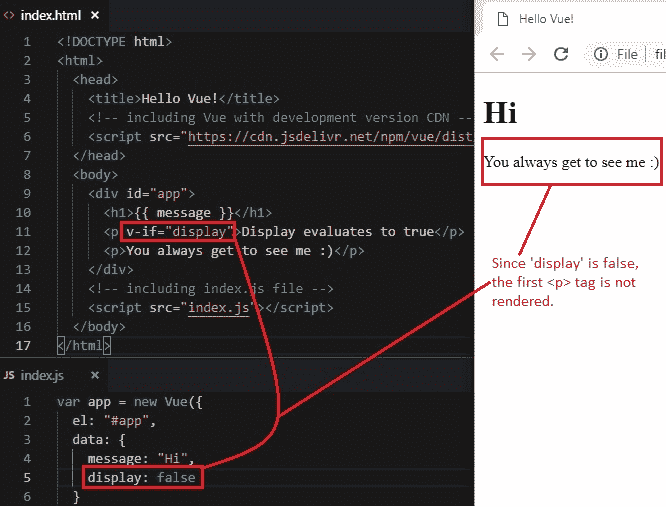 index.html ×
1 <!DOCTYPE html>
2 <html>
3 <head>
4 <title>Hello Vue!</title>
5 <!-- including Vue with development version CDN --
6 <script src="https://cdn.jsdelivr.net/npm/vue/dist
7 </head>
8 <body>
9 <div id="app">
10 <h1>{{ message }}</h1>
11 <p v-if="display">Display evaluates to true</p>
12 <p>You always get to see me :)</p>
13 </div>
14 <!-- including index.js file -->
15 <script src="index.js"></script>
16 </body>
17 </html>
JS index.js ×
1 var app = new Vue({
2 el: "#app",
3 data: {
4 message: "Hi",
5 display: false
6 }
Hello Vue!
File fil
Hi
You always get to see me :)
Since 'display' is false,
the first <p> tag is not
rendered.